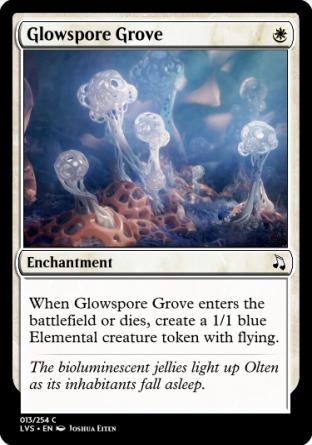 Glowspore Grove
Enchantment
When Glowspore Grove enters the
battlefield or dies, create a 1/1 blue
Elemental creature token with flying.
The bioluminescent jellies light up Olten
as its inhabitants fall asleep.
013/254 C
LVS • EN Joshua Eiten